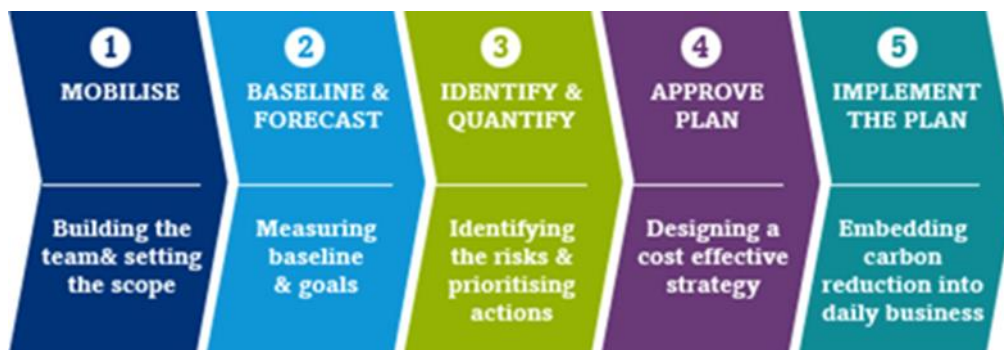 1
MOBILISE
Building the
team& setting
the scope
2
BASELINE &
FORECAST
Measuring
baseline
& goals
3
IDENTIFY &
QUANTIFY
Identifying
the risks &
prioritising
actions
4
APPROVE
PLAN
Designing a
cost effective
strategy
5
IMPLEMENT
THE PLAN
Embedding
carbon
reduction into
daily business